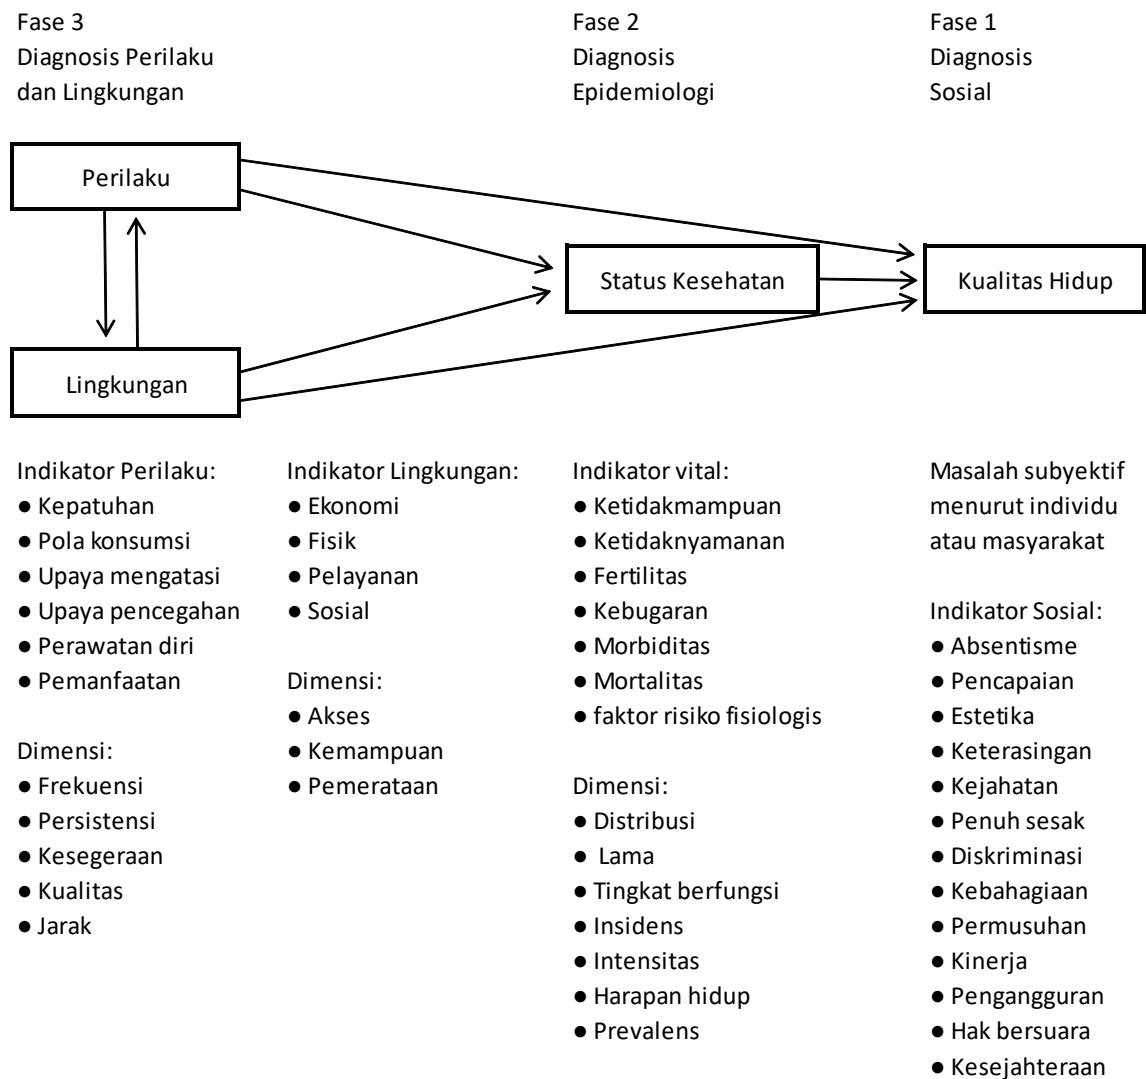 Fase 3
Diagnosis Perilaku
dan Lingkungan
Fase 2
Diagnosis
Epidemiologi
Fase 1
Diagnosis
Sosial
Perilaku
Status Kesehatan
Kualitas Hidup
Lingkungan
Indikator Perilaku:
● Kepatuhan
● Pola konsumsi
● Upaya mengatasi
● Upaya pencegahan
● Perawatan diri
● Pemanfaatan
Dimensi:
● Frekuensi
● Persistensi
● Kesegeraan
● Kualitas
● Jarak
Indikator Lingkungan:
● Ekonomi
● Fisik
● Pelayanan
● Sosial
Dimensi:
● Akses
● Kemampuan
● Pemerataan
Indikator vital:
● Ketidakmampuan
● Ketidaknyamanan
● Fertilitas
● Kebugaran
● Morbiditas
● Mortalitas
● faktor risiko fisiologis
Dimensi:
● Distribusi
● Lama
● Tingkat berfungsi
● Insidens
● Intensitas
● Harapan hidup
● Prevalens
Masalah subyektif
menurut individu
atau masyarakat
Indikator Sosial:
● Absentisme
● Pencapaian
● Estetika
● Keterasingan
● Kejahatan
● Penuh sesak
● Diskriminasi
● Kebahagiaan
● Permusuhan
● Kinerja
● Pengangguran
● Hak bersuara
● Kesejahteraan